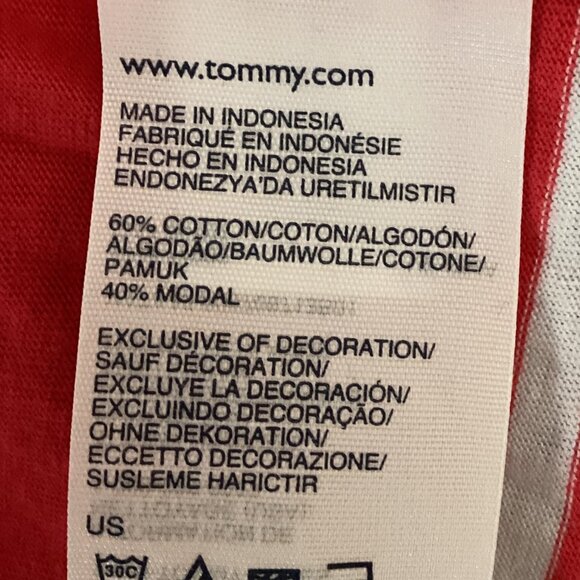 www.tommy.com
MADE IN INDONESIA
FABRIQUÉ EN INDONÉSIE
HECHO EN INDONESIA
ENDONEZYA'DA URETILMISTIR
60% COTTON/COTON/ALGODÓN/
ALGODÃO/BAUMWOLLE/COTONE/
PAMUK
40% MODAL
EXCLUSIVE OF DECORATION/
SAUF DÉCORATION/
EXCLUYE LA DECORACIÓN/
EXCLUINDO DECORAÇÃO/
OHNE DEKORATION/
ECCETTO DECORAZIONE/
SUSLEME HARICTIR
US
30C